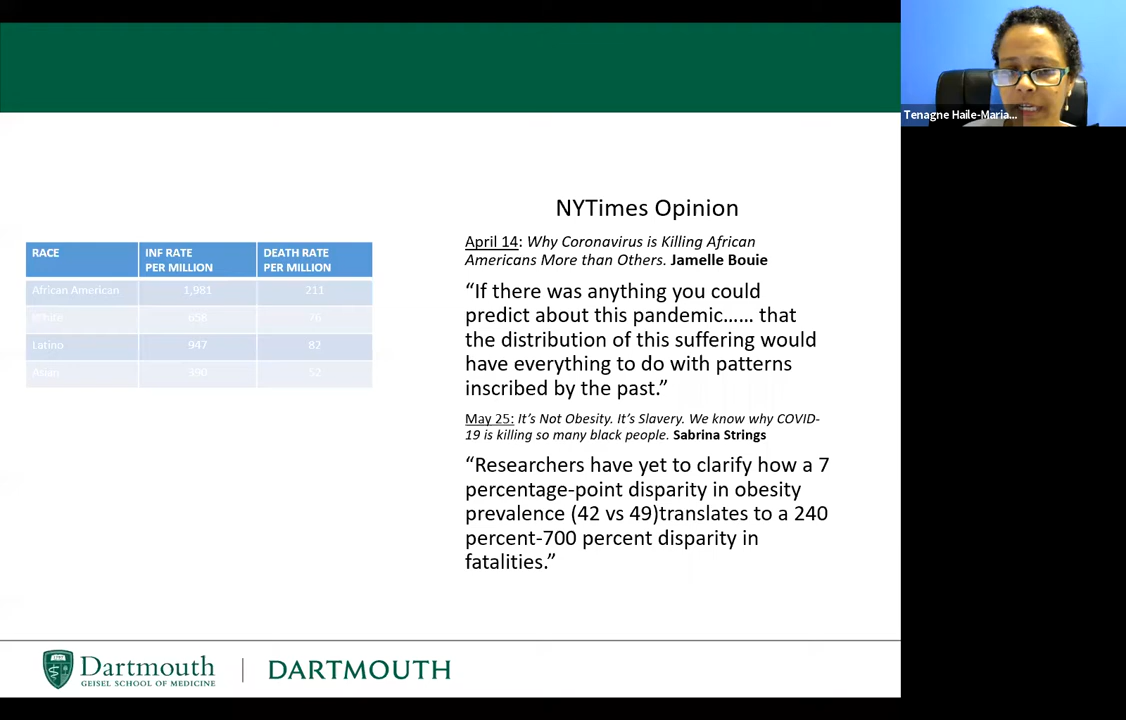 Tenagne Haile-Maria...
NYTimes Opinion
April 14: Why Coronavirus is Killing African
Americans More than Others. Jamelle Bouie
“If there was anything you could
predict about this pandemic…… that
the distribution of this suffering would
have everything to do with patterns
inscribed by the past.”
May 25: It’s Not Obesity. It’s Slavery. We know why COVID-
19 is killing so many black people. Sabrina Strings
“Researchers have yet to clarify how a 7
percentage-point disparity in obesity
prevalence (42 vs 49)translates to a 240
percent-700 percent disparity in
fatalities.”
RACE INF RATE PER MILLION DEATH RATE PER MILLION
African American 1,981 211
White 658 76
Latino 947 82
Asian 390 52
Dartmouth
GEISEL SCHOOL OF MEDICINE
DARTMOUTH